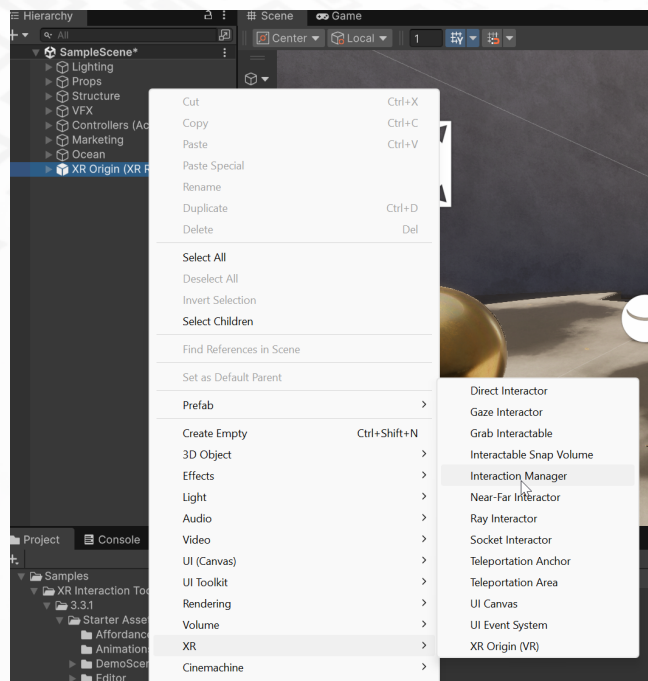 Hierarchy
Scene
Game
All
Center
Local
1
SampleScene*
Lighting
Props
Structure
VFX
Controllers (Ac
Marketing
Ocean
XR Origin (XR R
Cut Ctrl+X
Copy Ctrl+C
Paste Ctrl+V
Paste Special
Rename
Duplicate Ctrl+D
Delete Del
Select All
Deselect All
Invert Selection
Select Children
Find References in Scene
Set as Default Parent
Prefab
Create Empty Ctrl+Shift+N
3D Object
Effects
Light
Audio
Video
UI (Canvas)
UI Toolkit
Rendering
Volume
XR
Cinemachine
Direct Interactor
Gaze Interactor
Grab Interactable
Interactable Snap Volume
Interaction Manager
Near-Far Interactor
Ray Interactor
Socket Interactor
Teleportation Anchor
Teleportation Area
UI Canvas
UI Event System
XR Origin (VR)
Project
Console
Samples
XR Interaction Too
3.3.1
Starter Asset
Affordanc
Animation
DemoScen
Editor